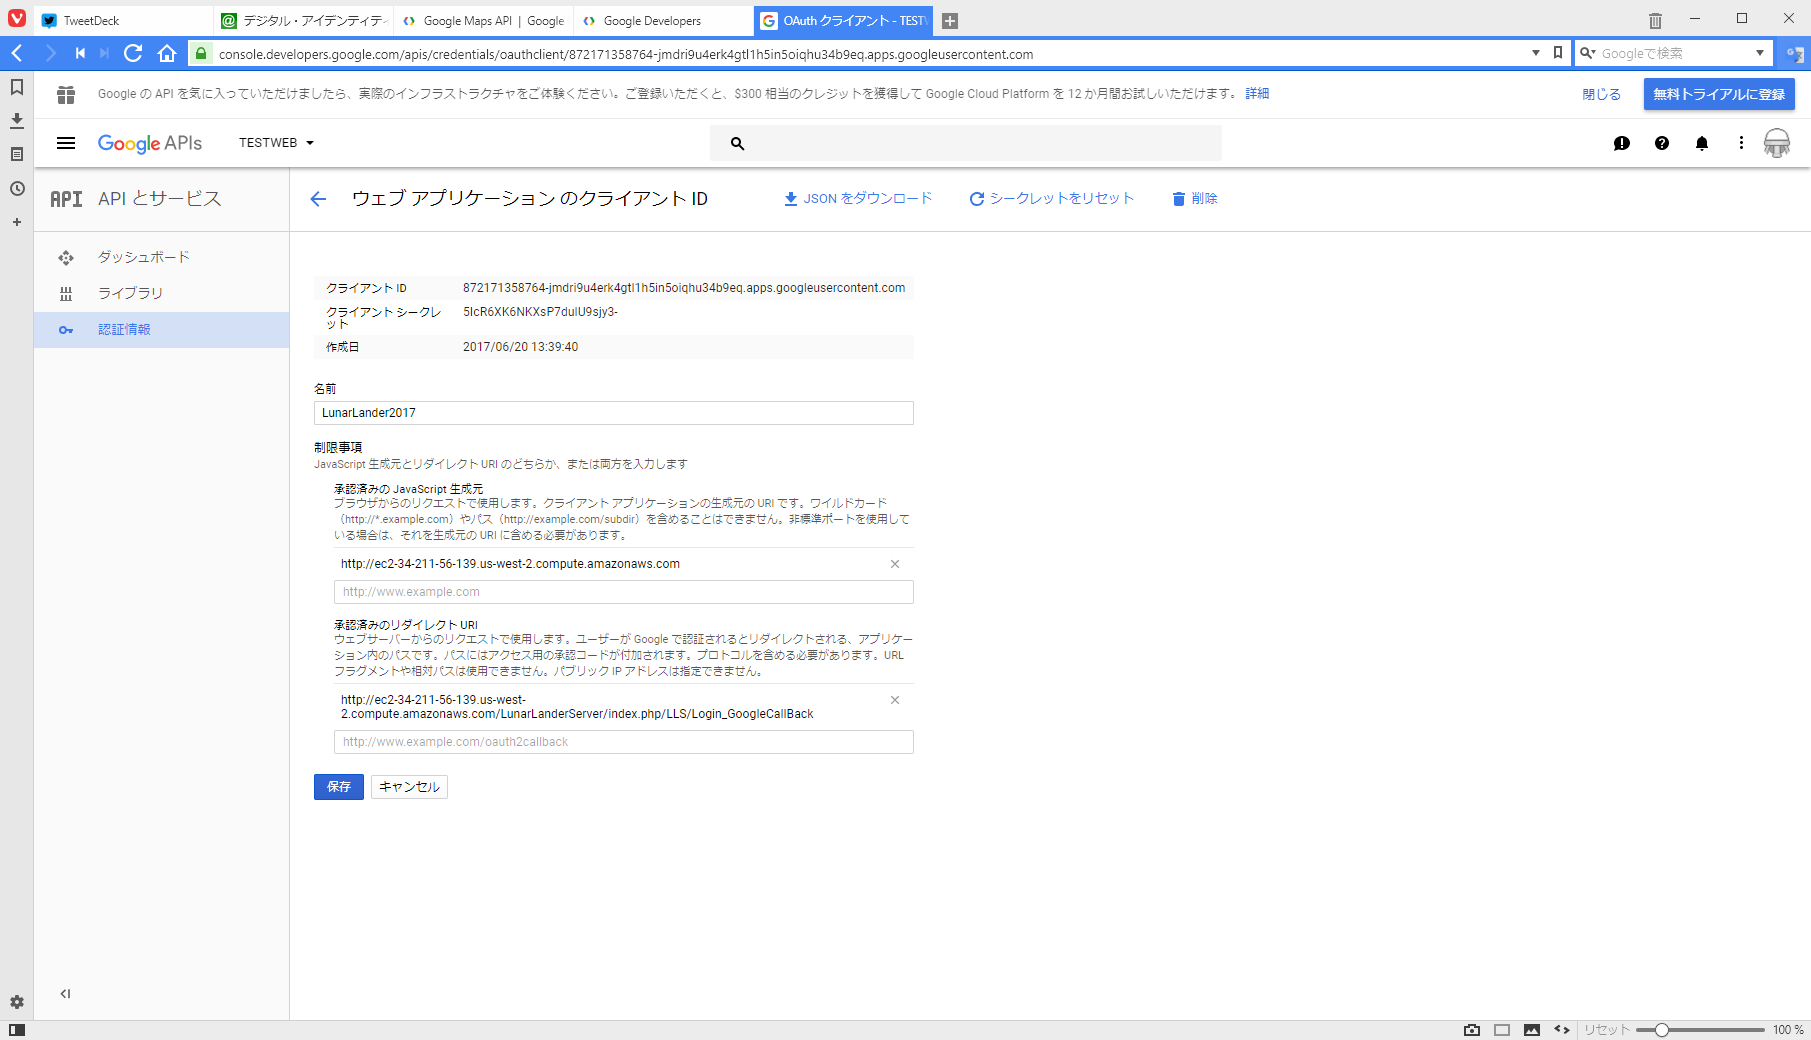 TweetDeck
デジタル・アイデンティティ
Google Maps API | Google
Google Developers
OAuth クライアント - TEST
console.developers.google.com/apis/credentials/oauthclient/872171358764-jmdri9u4erk4gtl1h5in5oiqhu34b9eq.apps.googleusercontent.com
Googleで検索
Google の API を気に入っていただけましたら、実際のインフラストラクチャをご体験ください。ご登録いただくと、$300 相当のクレジットを獲得して Google Cloud Platform を 12 か月間お試しいただけます。 詳細
閉じる
無料トライアルに登録
Google APIs
TESTWEB
API API とサービス
ウェブ アプリケーション のクライアント ID
JSON をダウンロード
シークレットをリセット
削除
ダッシュボード
ライブラリ
認証情報
クライアント ID 872171358764-jmdri9u4erk4gtl1h5in5oiqhu34b9eq.apps.googleusercontent.com
クライアント シークレット 5IcR6XK6NKXsP7dulU9sjy3-
作成日 2017/06/20 13:39:40
名前
LunarLander2017
制限事項
JavaScript 生成元とリダイレクト URI のどちらか、または両方を入力します
承認済みの JavaScript 生成元
ブラウザからのリクエストで使用します。クライアント アプリケーションの生成元の URI です。ワイルドカード
（http://*.example.com）やパス（http://example.com/subdir）を含めることはできません。非標準ポートを使用して
いる場合は、それを生成元の URI に含める必要があります。
http://ec2-34-211-56-139.us-west-2.compute.amazonaws.com
http://www.example.com
承認済みのリダイレクト URI
ウェブサーバーからのリクエストで使用します。ユーザーが Google で認証されるとリダイレクトされる、アプリケー
ション内のパスです。パスにはアクセス用の承認コードが付加されます。プロトコルを含める必要があります。URL
フラグメントや相対パスは使用できません。パブリック IP アドレスは指定できません。
http://ec2-34-211-56-139.us-west-
2.compute.amazonaws.com/LunarLanderServer/index.php/LLS/Login_GoogleCallBack
http://www.example.com/oauth2callback
保存
キャンセル
リセット
100 %